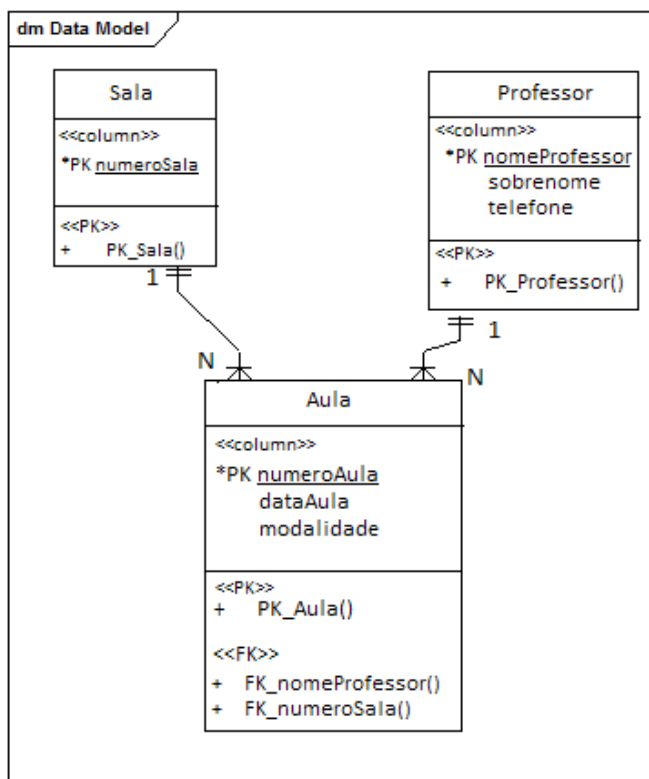 dm Data Model
Sala
<<column>>
*PK numeroSala
<<PK>>
+ PK_Sala()
1
Professor
<<column>>
*PK nomeProfessor
sobrenome
telefone
<<PK>>
+ PK_Professor()
1
N
N
Aula
<<column>>
*PK numeroAula
dataAula
modalidade
<<PK>>
+ PK_Aula()
<<FK>>
+ FK_nomeProfessor()
+ FK_numeroSala()